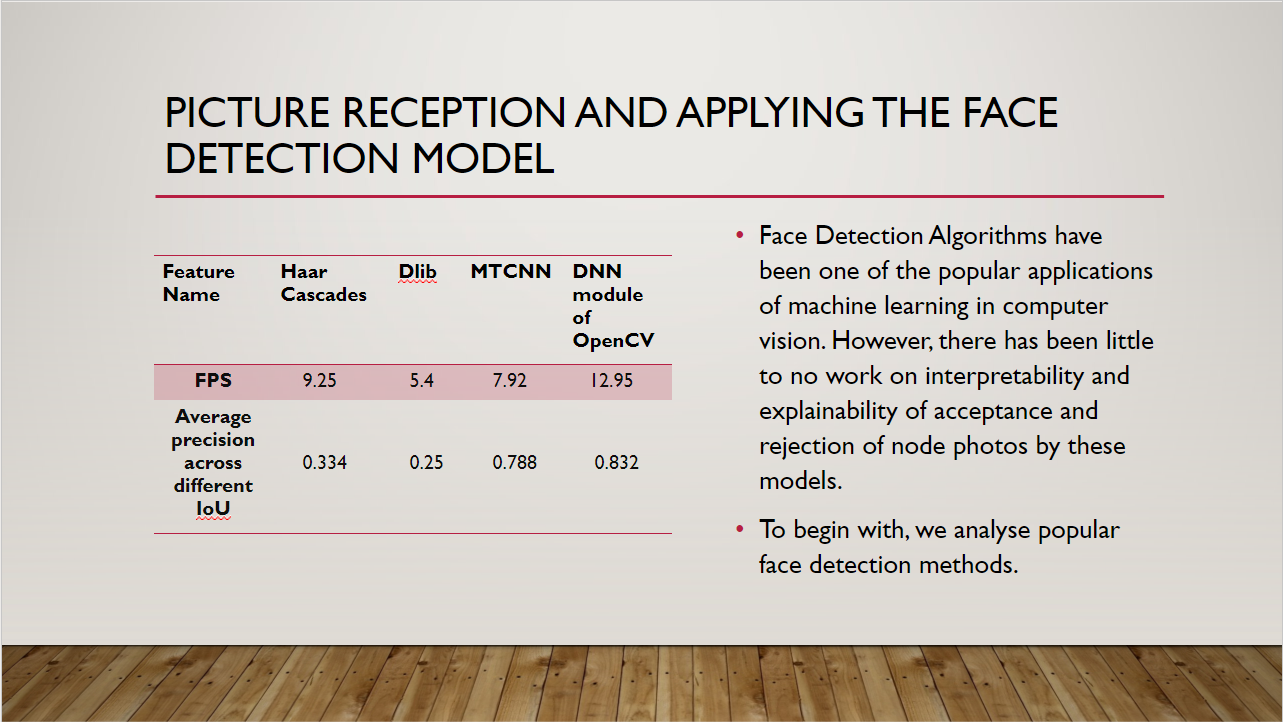 PICTURE RECEPTION AND APPLYING THE FACE
DETECTION MODEL
Feature Name Haar Cascades Dlib MTCNN DNN module of OpenCV
FPS 9.25 5.4 7.92 12.95
Average precision across different IoU 0.334 0.25 0.788 0.832
• Face Detection Algorithms have
been one of the popular applications
of machine learning in computer
vision. However, there has been little
to no work on interpretability and
explainability of acceptance and
rejection of node photos by these
models.
• To begin with, we analyse popular
face detection methods.